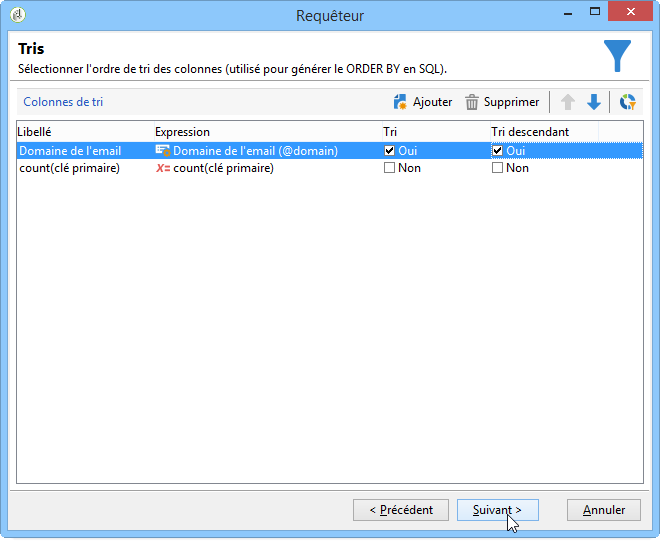 Requêteur
Tris
Sélectionner l'ordre de tri des colonnes (utilisé pour générer le ORDER BY en SQL).
Colonnes de tri Ajouter Supprimer
Libellé Expression Tri Tri descendant
Domaine de l'email Domaine de l'email (@domain) Oui Oui
count(clé primaire) X= count(clé primaire) Non Non
< Précédent Suivant > Annuler